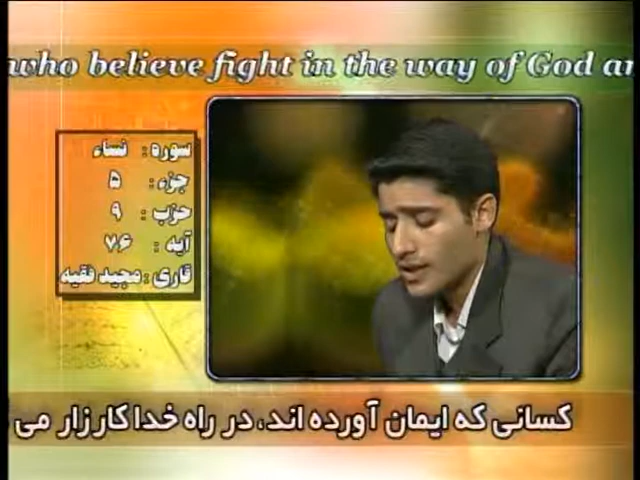 who believe fight in the way of God
سوره : نساء
جزء : ۵
حزب : ۹
آیه : ۷۶
قاری : مجید فقیه
کسانی که ایمان آورده اند، در راه خدا کارزار می